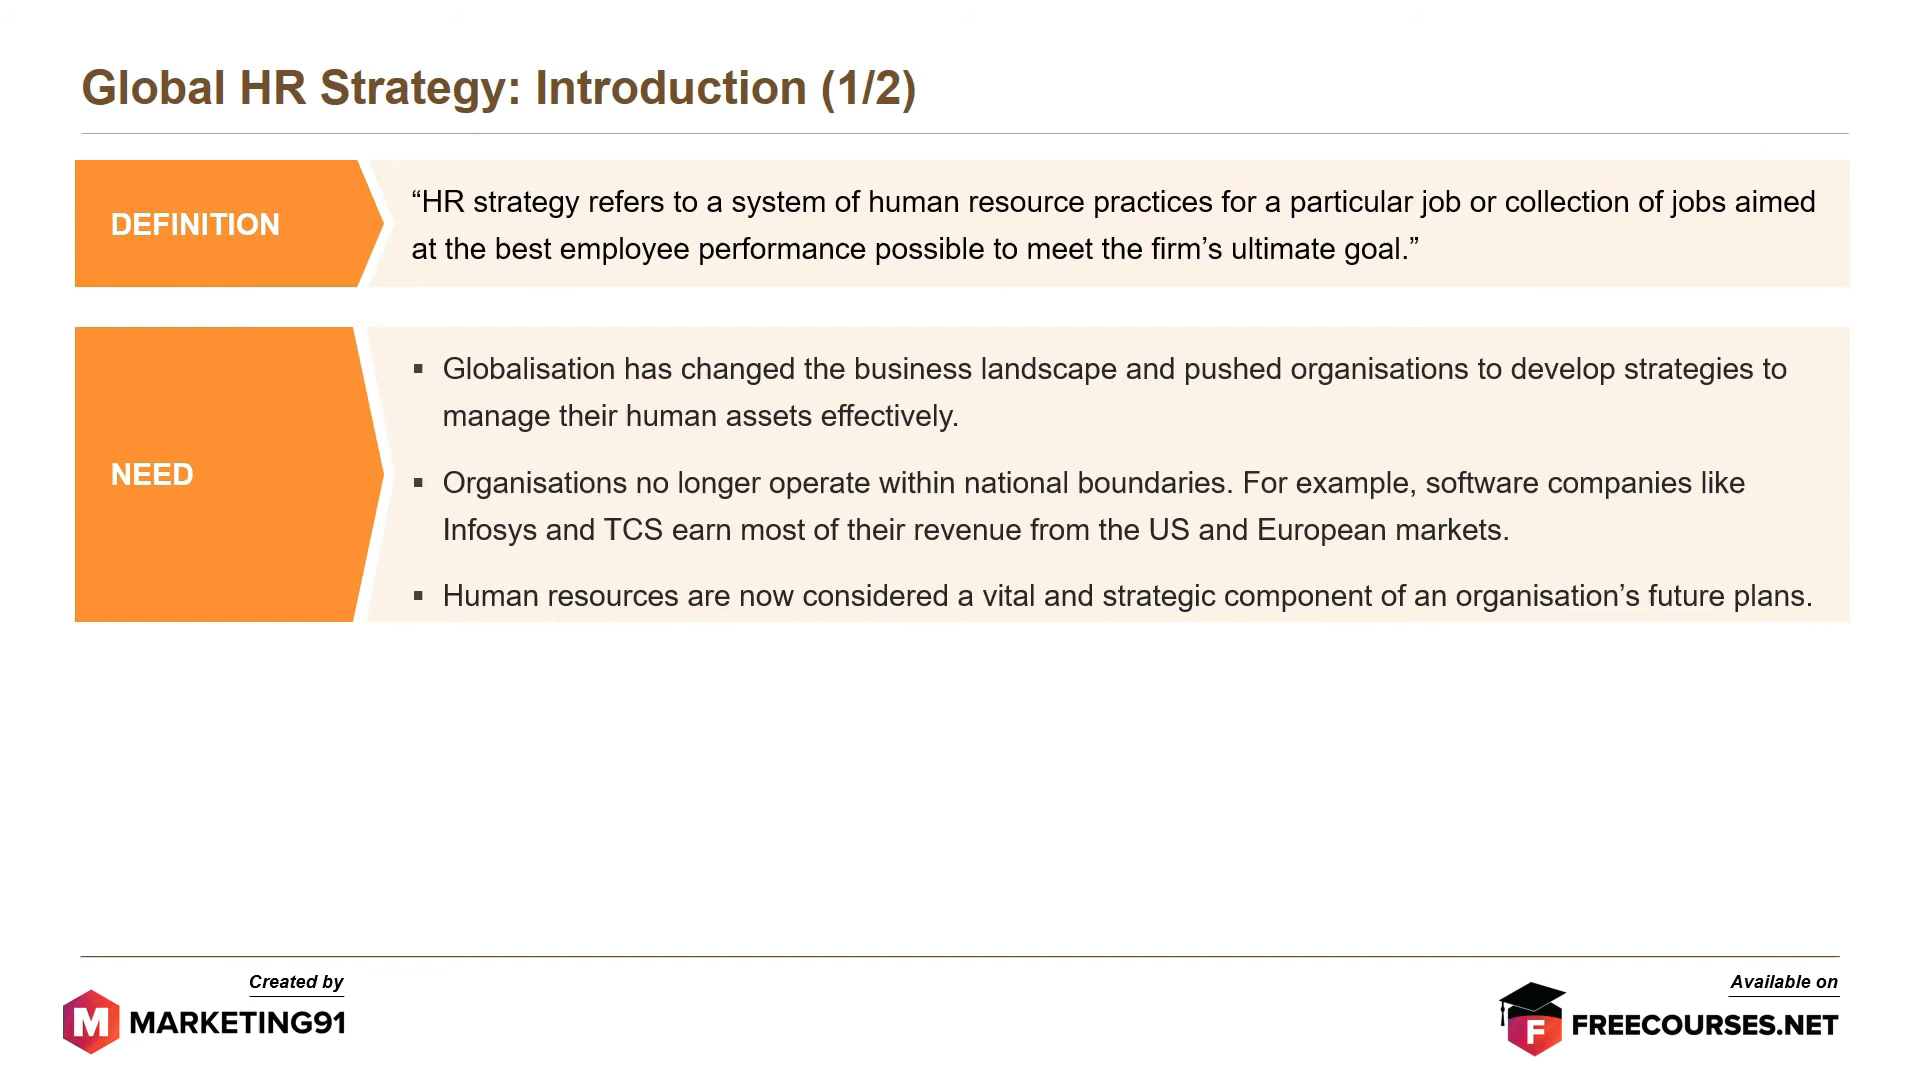 Global HR Strategy: Introduction (1/2)
DEFINITION
“HR strategy refers to a system of human resource practices for a particular job or collection of jobs aimed
at the best employee performance possible to meet the firm’s ultimate goal.”
NEED
▪ Globalisation has changed the business landscape and pushed organisations to develop strategies to
manage their human assets effectively.
▪ Organisations no longer operate within national boundaries. For example, software companies like
Infosys and TCS earn most of their revenue from the US and European markets.
▪ Human resources are now considered a vital and strategic component of an organisation’s future plans.
Created by
M MARKETING91
Available on
F FREECOURSES.NET